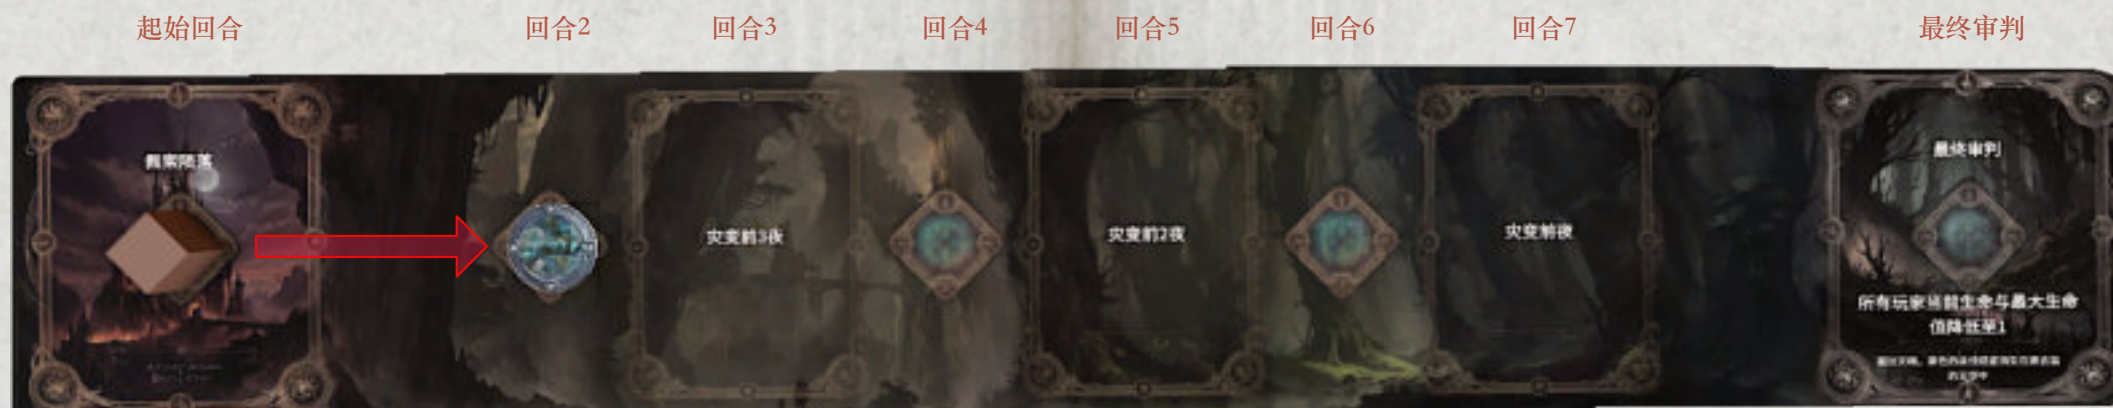 起始回合
回合2
回合3
回合4
回合5
回合6
回合7
最终审判
灾变前3夜
灾变前2夜
灾变前夜
最终审判
所有玩家当前生命与最大生命
值降低至1